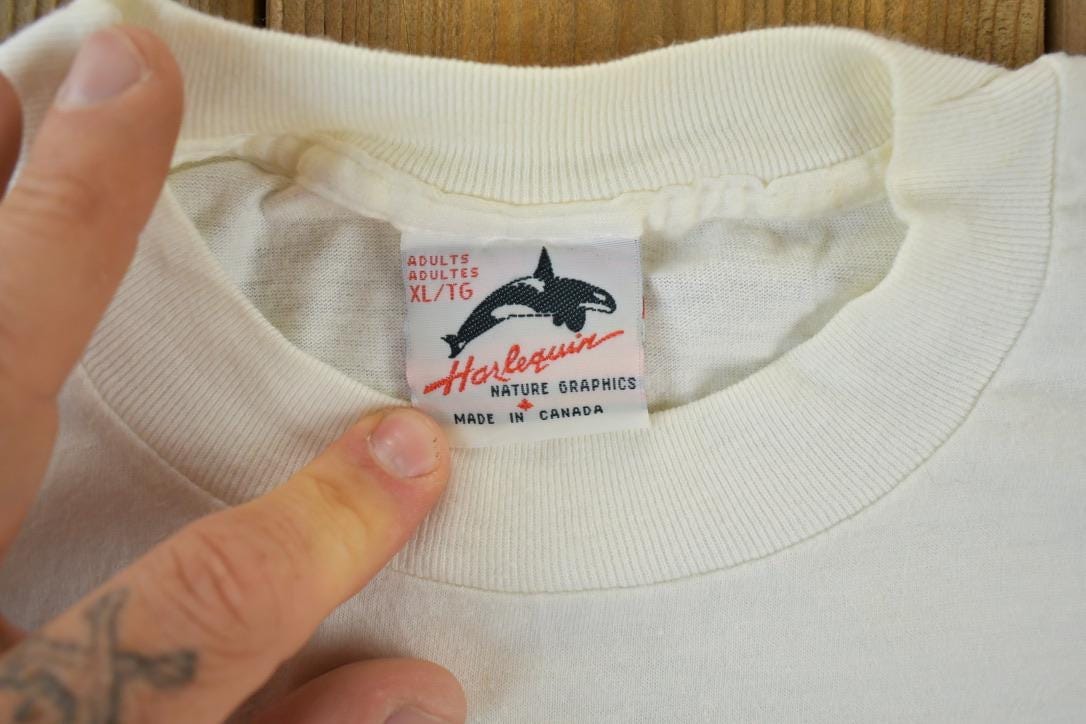 ADULTS
ADULTES
XL/TG
Harlequin
NATURE GRAPHICS
MADE IN CANADA